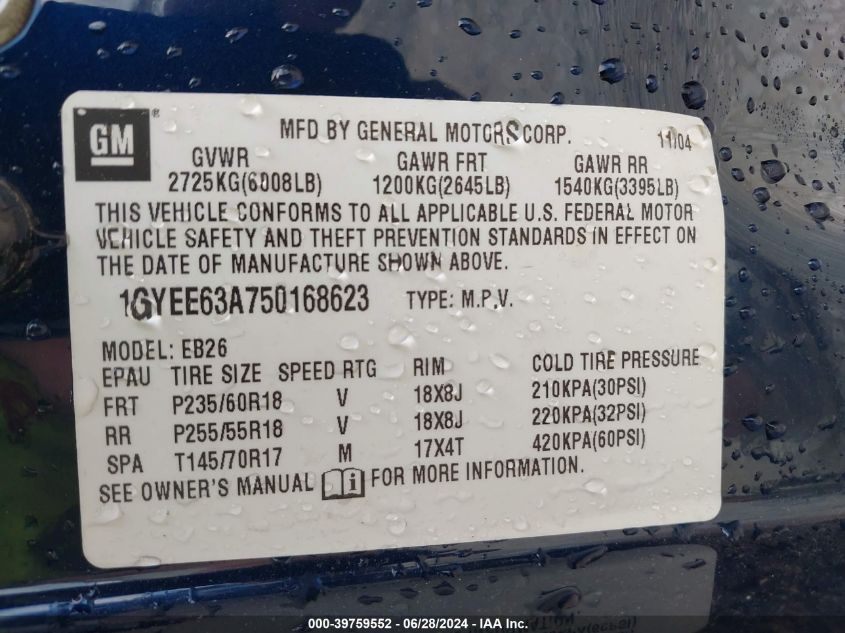 GM® MFD BY GENERAL MOTORS CORP. 11/04
GVWR GAWR FRT GAWR RR
2725KG(6008LB) 1200KG(2645LB) 1540KG(3395LB)
THIS VEHICLE CONFORMS TO ALL APPLICABLE U.S. FEDERAL MOTOR
VEHICLE SAFETY AND THEFT PREVENTION STANDARDS IN EFFECT ON
THE DATE OF MANUFACTURE SHOWN ABOVE.
1GYEE63A750168623 TYPE: M.P.V.
MODEL: EB26
EPAU TIRE SIZE SPEED RTG RIM COLD TIRE PRESSURE
FRT P235/60R18 V 18X8J 210KPA(30PSI)
RR P255/55R18 V 18X8J 220KPA(32PSI)
SPA T145/70R17 M 17X4T 420KPA(60PSI)
SEE OWNER'S MANUAL i FOR MORE INFORMATION.
000-39759552 / 06/28/2024 - IAA Inc.